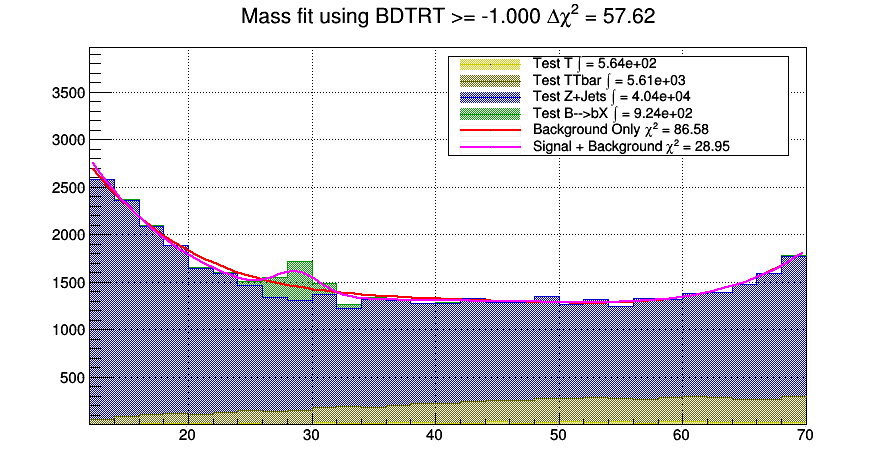 Mass fit using BDTRT >= -1.000 Δχ² = 57.62
Test T ∫ = 5.64e+02
Test TTbar ∫ = 5.61e+03
Test Z+Jets ∫ = 4.04e+04
Test B-->bX ∫ = 9.24e+02
Background Only χ² = 86.58
Signal + Background χ² = 28.95
3500
3000
2500
2000
1500
1000
500
20 30 40 50 60 70